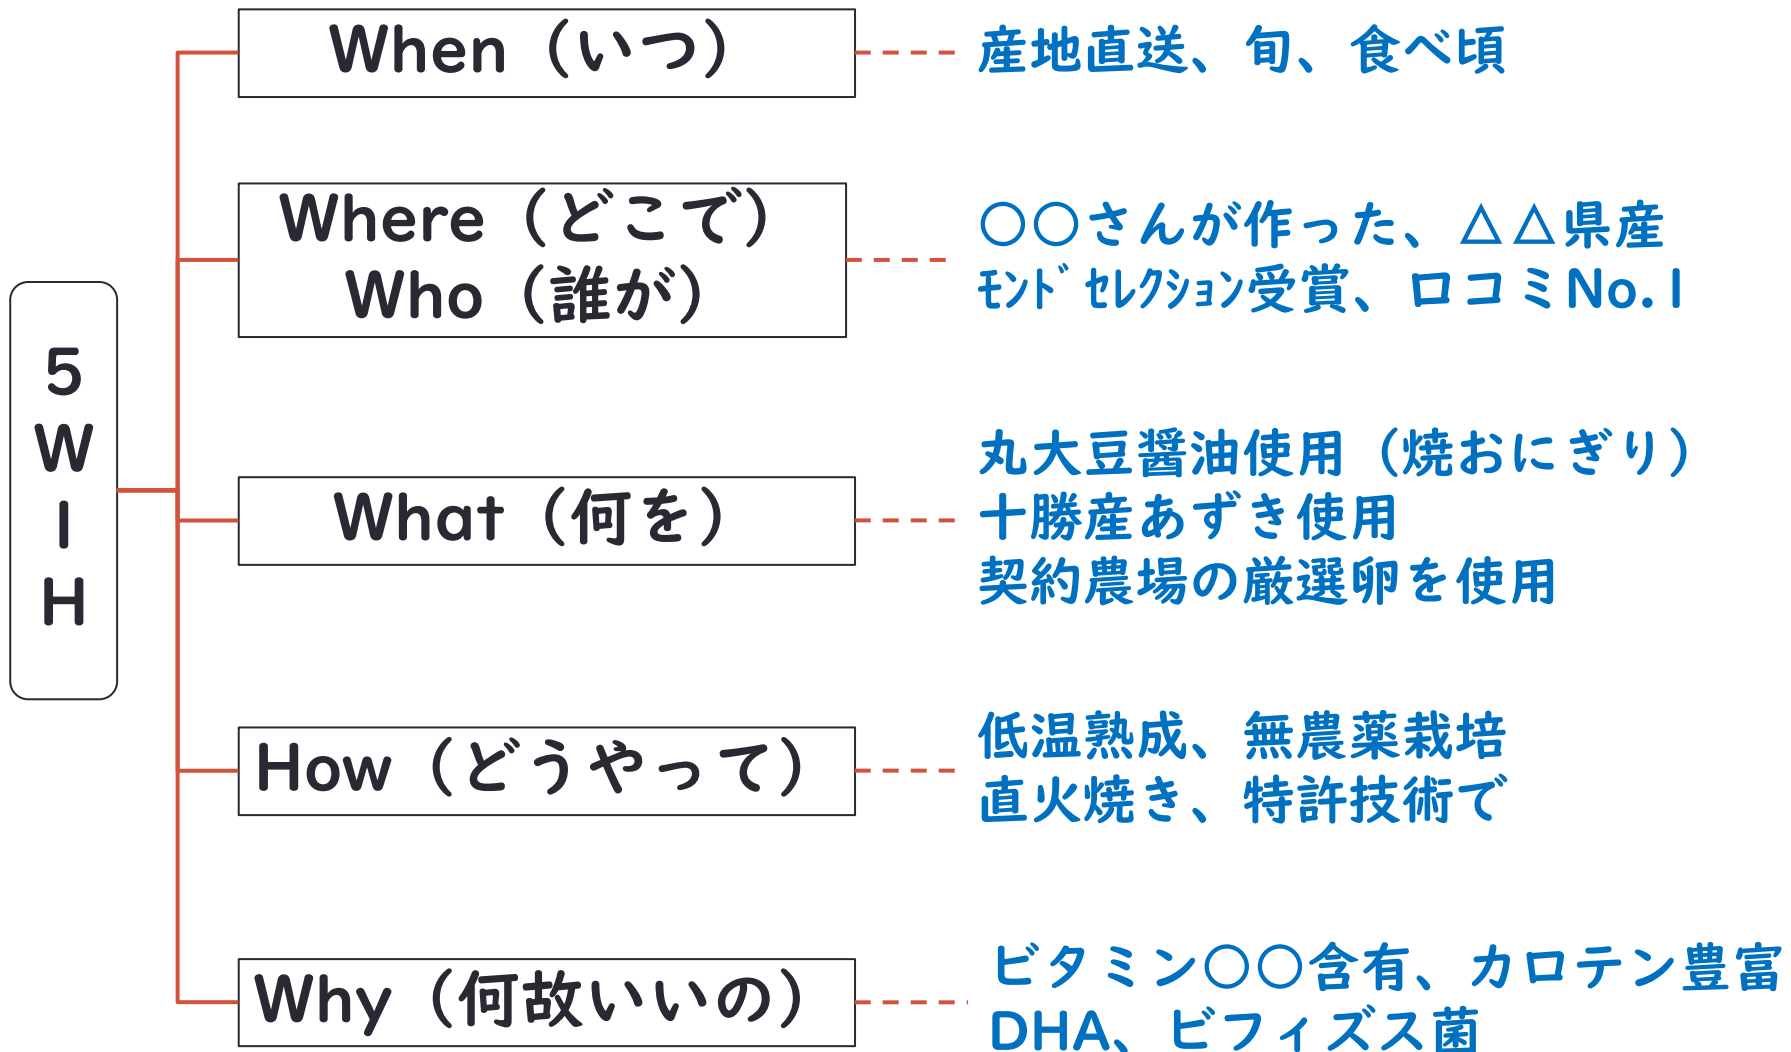 5
W
1
H
When（いつ）
産地直送、旬、食べ頃
Where（どこで）
Who（誰が）
○○さんが作った、△△県産
ﾓﾝﾄﾞｾﾚｸｼｮﾝ受賞、口コミNo.1
What（何を）
丸大豆醤油使用（焼おにぎり）
十勝産あずき使用
契約農場の厳選卵を使用
How（どうやって）
低温熟成、無農薬栽培
直火焼き、特許技術で
Why（何故いいの）
ビタミン○○含有、カロテン豊富
DHA、ビフィズス菌